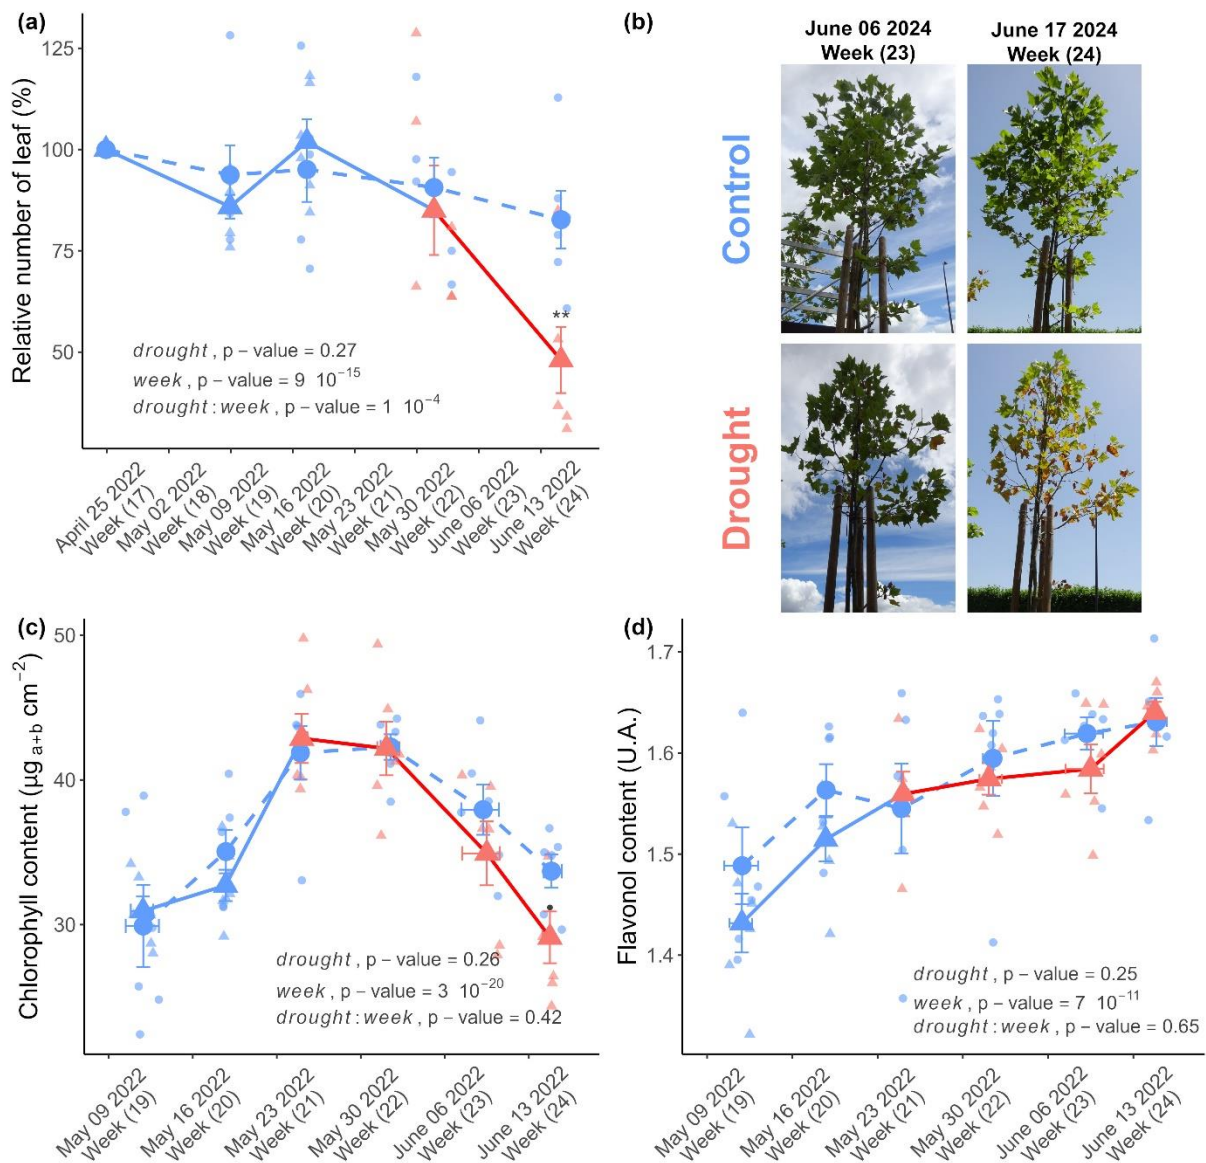 (a)
Relative number of leaf (%)
125
100
75
50
**
drought , p − value = 0.27
week , p − value = 9 10⁻¹⁵
drought : week , p − value = 1 10⁻⁴
April 25 2022
Week (17)
May 02 2022
Week (18)
May 09 2022
Week (19)
May 16 2022
Week (20)
May 23 2022
Week (21)
May 30 2022
Week (22)
June 06 2022
Week (23)
June 13 2022
Week (24)
(b)
June 06 2024
Week (23)
June 17 2024
Week (24)
Control
Drought
(c)
Chlorophyll content (µg a+b cm⁻²)
50
40
30
drought , p − value = 0.26
week , p − value = 3 10⁻²⁰
drought : week , p − value = 0.42
May 09 2022
Week (19)
May 16 2022
Week (20)
May 23 2022
Week (21)
May 30 2022
Week (22)
June 06 2022
Week (23)
June 13 2022
Week (24)
(d)
Flavonol content (U.A.)
1.7
1.6
1.5
1.4
drought , p − value = 0.25
week , p − value = 7 10⁻¹¹
drought : week , p − value = 0.65
May 09 2022
Week (19)
May 16 2022
Week (20)
May 23 2022
Week (21)
May 30 2022
Week (22)
June 06 2022
Week (23)
June 13 2022
Week (24)